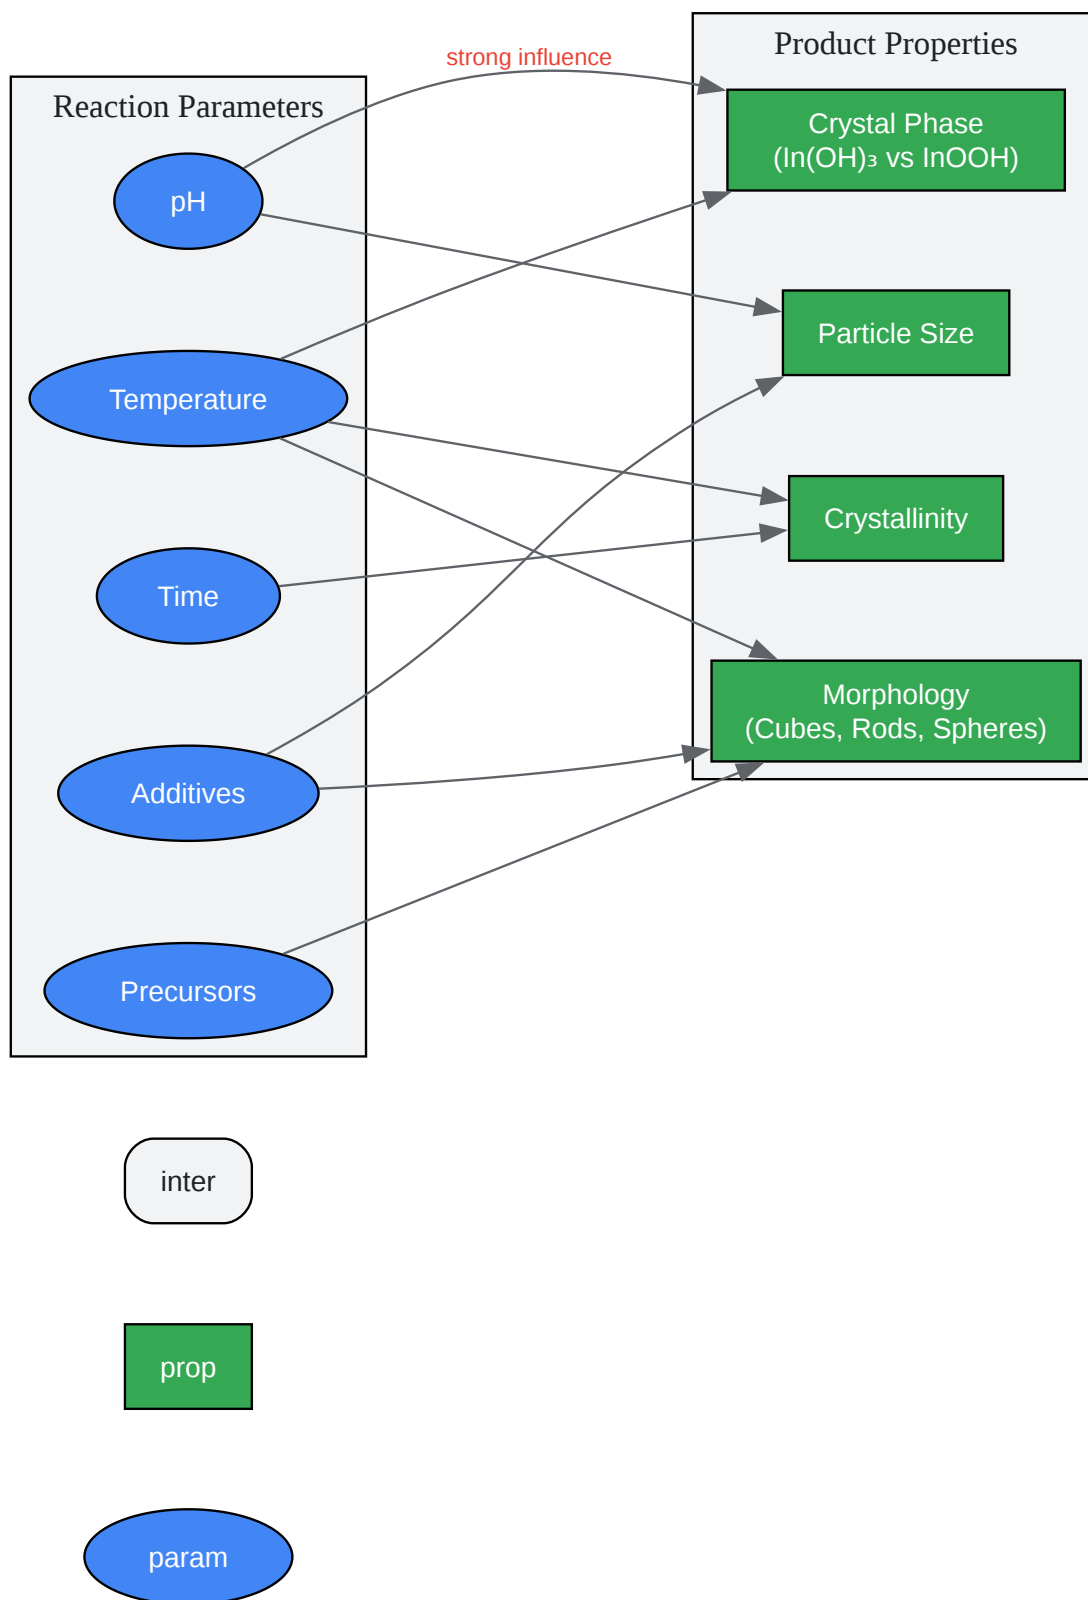 strong influence
Reaction Parameters
pH
Temperature
Time
Additives
Precursors
Product Properties
Crystal Phase
(In(OH)₃ vs InOOH)
Particle Size
Crystallinity
Morphology
(Cubes, Rods, Spheres)
inter
prop
param